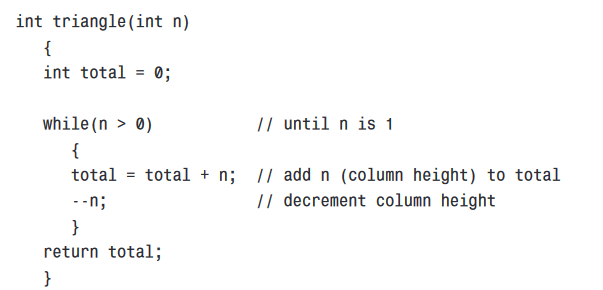 int triangle(int n)
{
int total = 0;
while(n > 0) // until n is 1
{
total = total + n; // add n (column height) to total
--n; // decrement column height
}
return total;
}